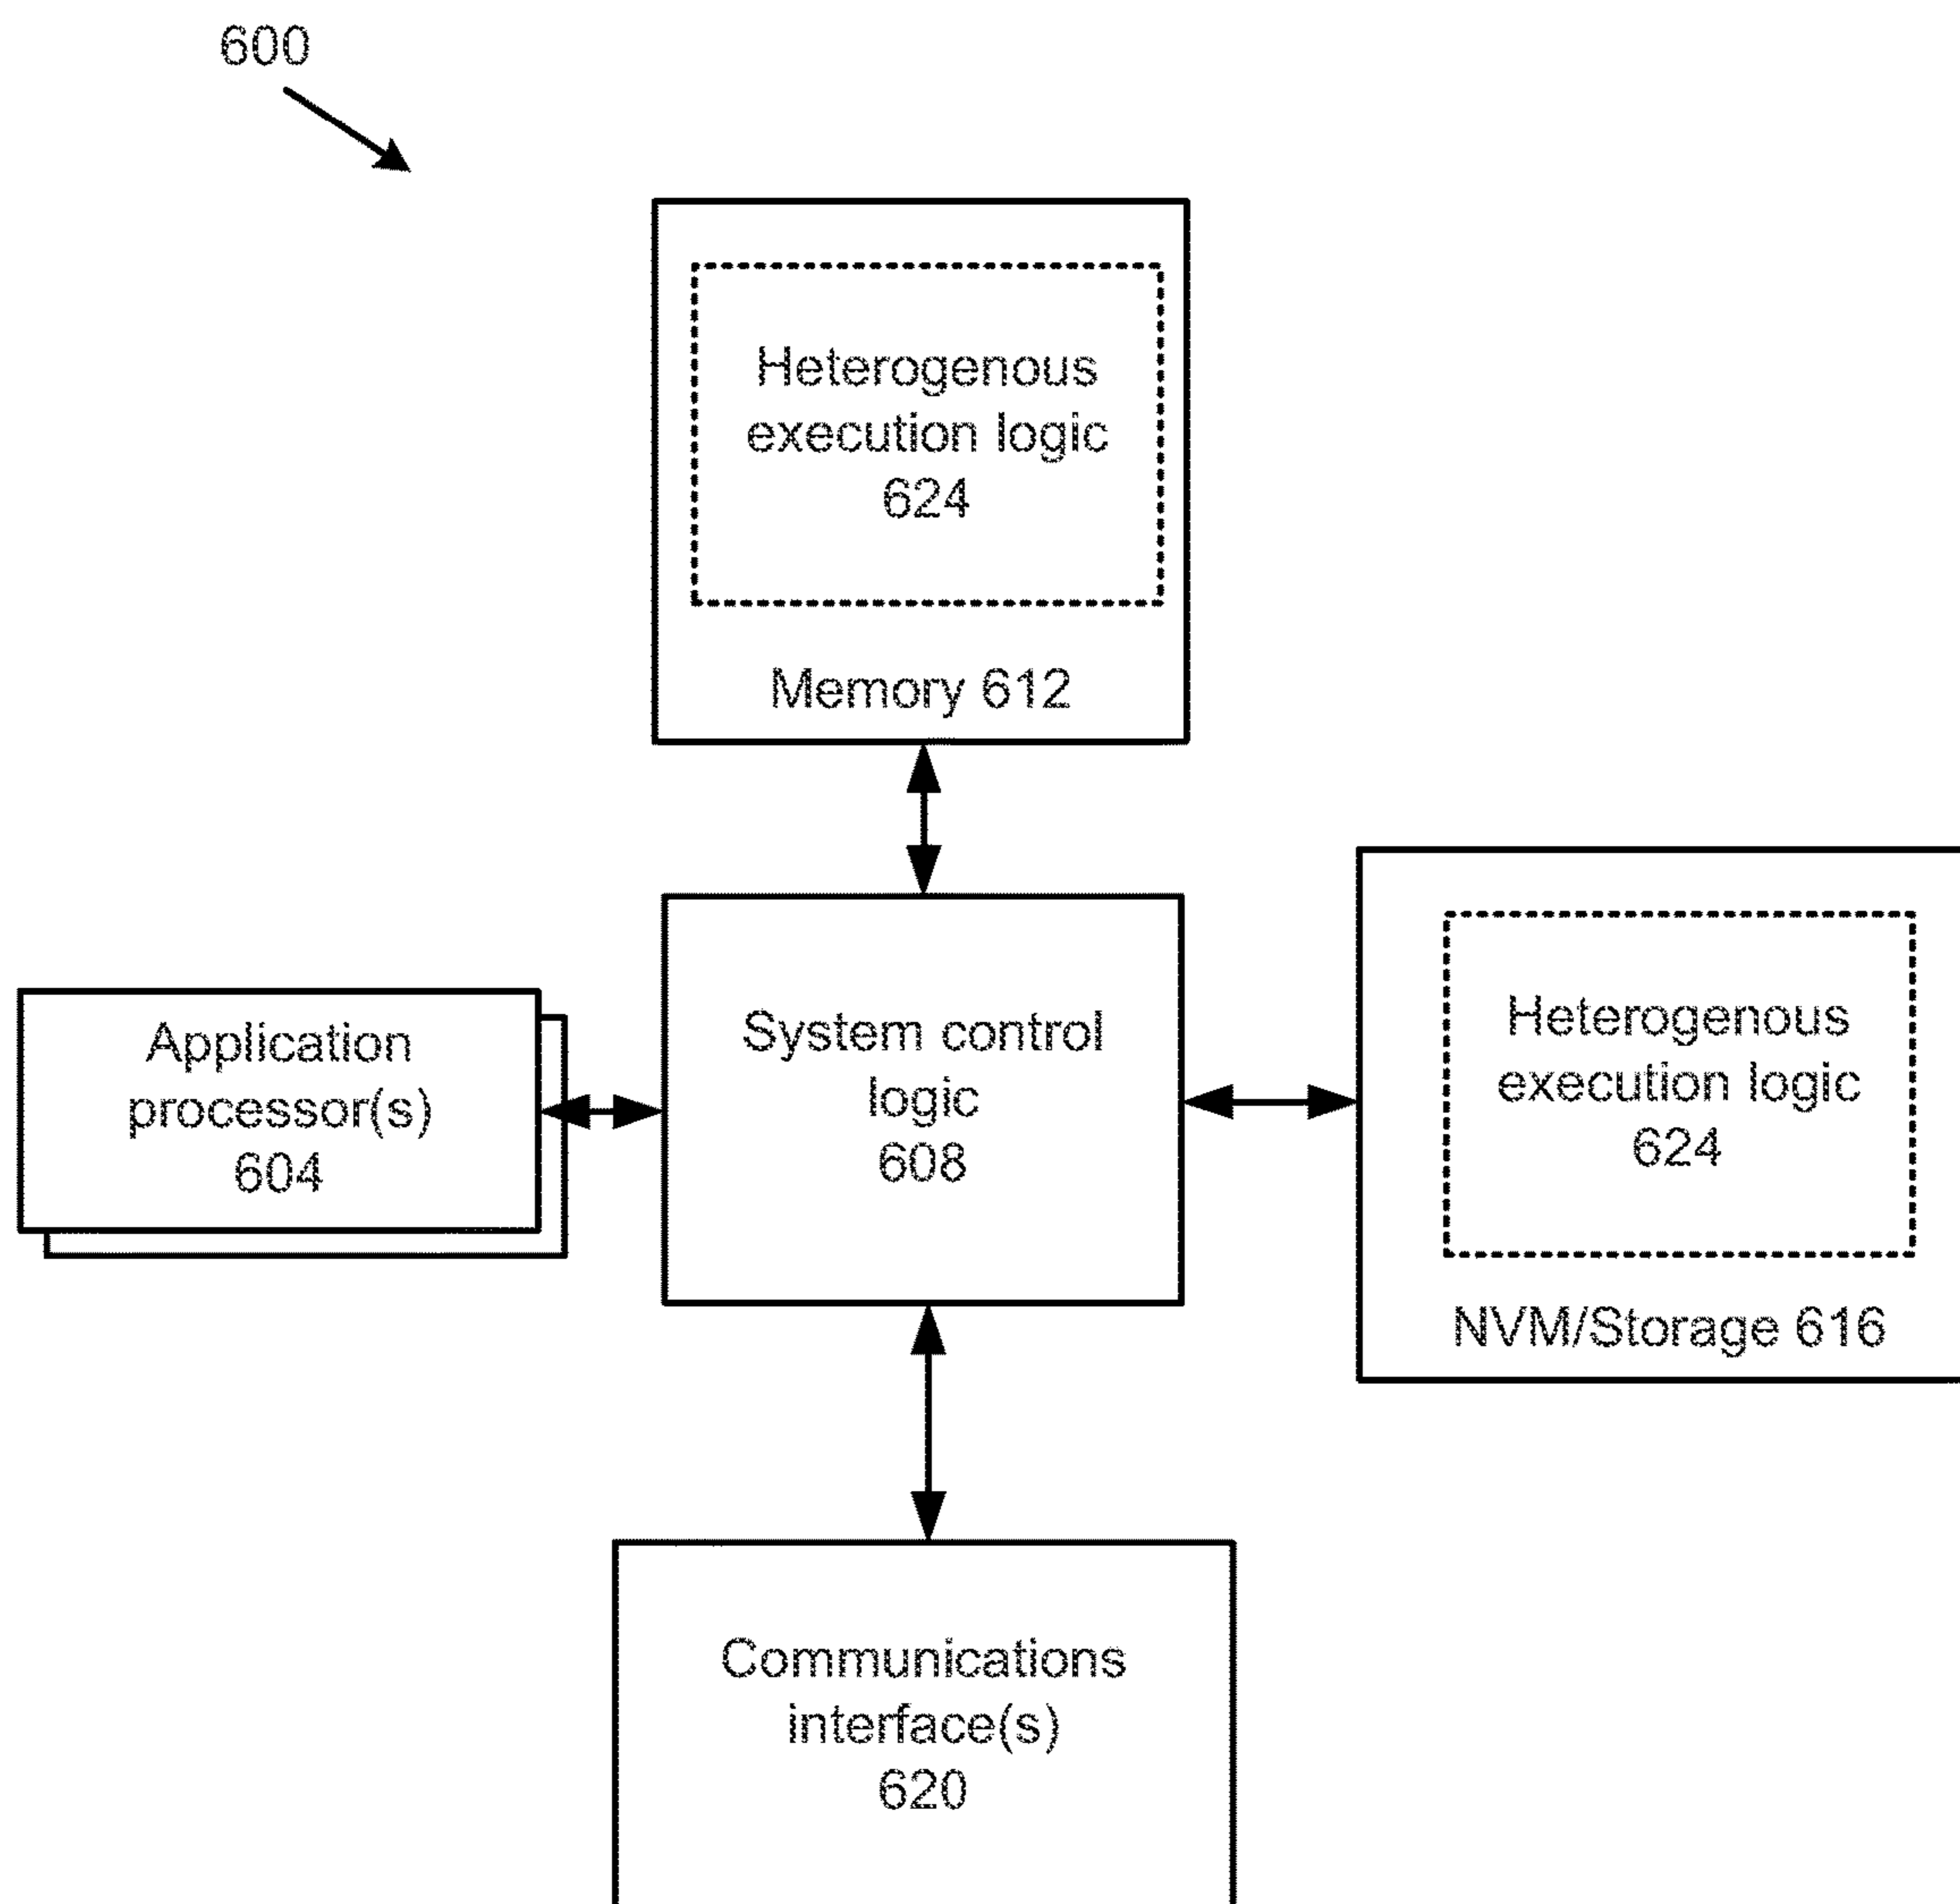 600
Heterogenous
execution logic
624
Memory 612
Application
processor(s)
604
System control
logic
608
Heterogenous
execution logic
624
NVM/Storage 616
Communications
interface(s)
620